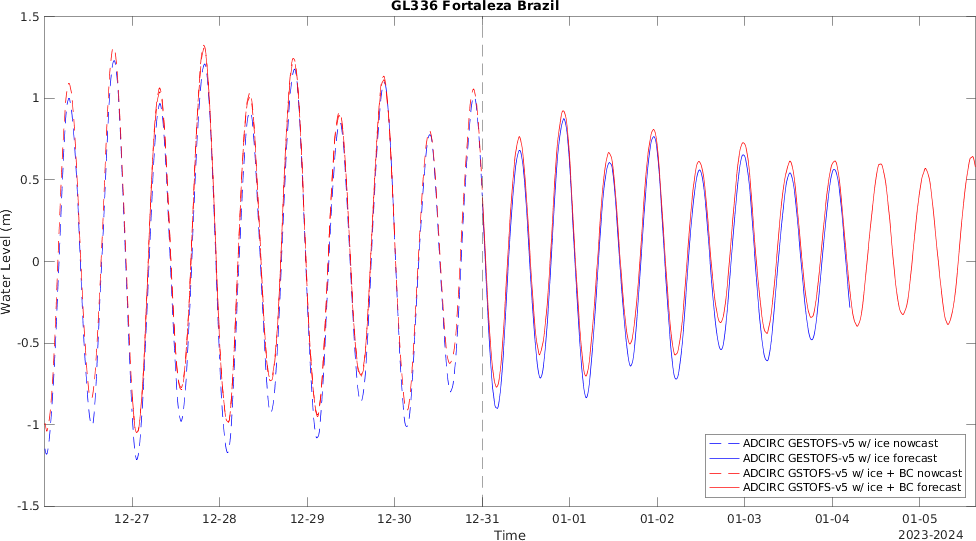 GL336 Fortaleza Brazil
1.5
1
0.5
0
-0.5
-1
-1.5
Water Level (m)
ADCIRC GESTOFS-v5 w/ ice nowcast
ADCIRC GESTOFS-v5 w/ ice forecast
ADCIRC GSTOFS-v5 w/ ice + BC nowcast
ADCIRC GSTOFS-v5 w/ ice + BC forecast
12-27 12-28 12-29 12-30 12-31 01-01 01-02 01-03 01-04 01-05
Time
2023-2024